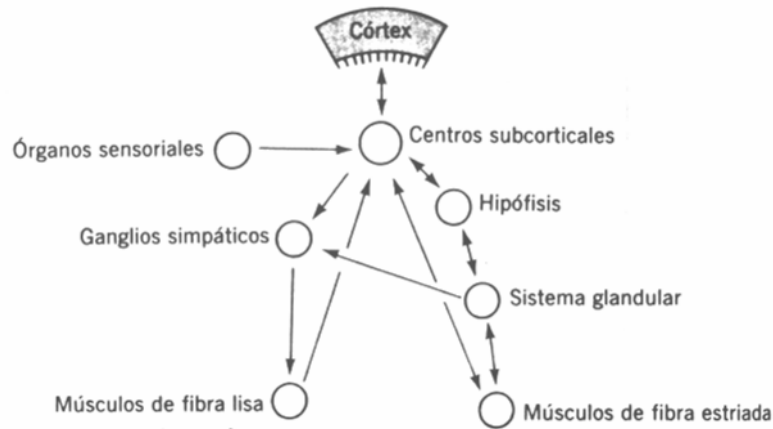 Córtex
Centros subcorticales
Órganos sensoriales
Hipófisis
Ganglios simpáticos
Sistema glandular
Músculos de fibra lisa
Músculos de fibra estriada